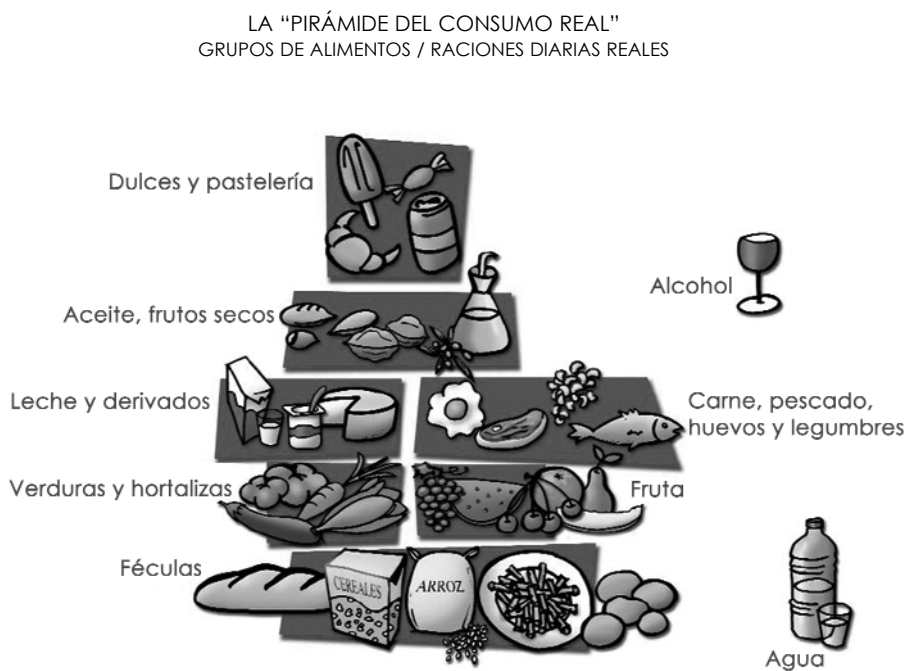 LA “PIRÁMIDE DEL CONSUMO REAL”
GRUPOS DE ALIMENTOS / RACIONES DIARIAS REALES
Dulces y pastelería
Alcohol
Aceite, frutos secos
Leche y derivados
Carne, pescado,
huevos y legumbres
Verduras y hortalizas
Fruta
Féculas
CEREALES
ARROZ
Agua